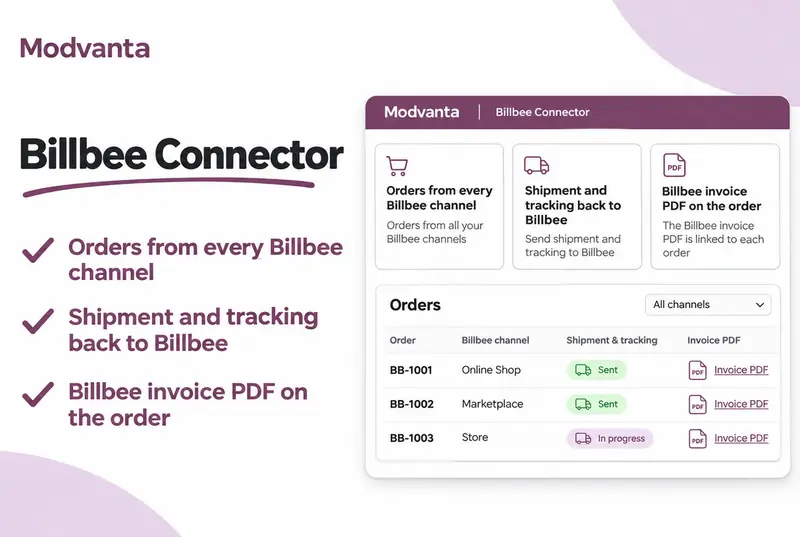 Modvanta
Billbee Connector
Orders from every Billbee
channel
Shipment and tracking
back to Billbee
Billbee invoice PDF on
the order
Modvanta | Billbee Connector
Orders from every
Billbee channel
Orders from all your
Billbee channels
Shipment and
tracking back to
Billbee
Send shipment and
tracking to Billbee
PDF
Billbee invoice
PDF on the order
The Billbee invoice
PDF is linked to each
order
Orders
All channels
Order Billbee channel Shipment & tracking Invoice PDF
BB-1001 Online Shop Sent PDF Invoice PDF
BB-1002 Marketplace Sent PDF Invoice PDF
BB-1003 Store In progress PDF Invoice PDF